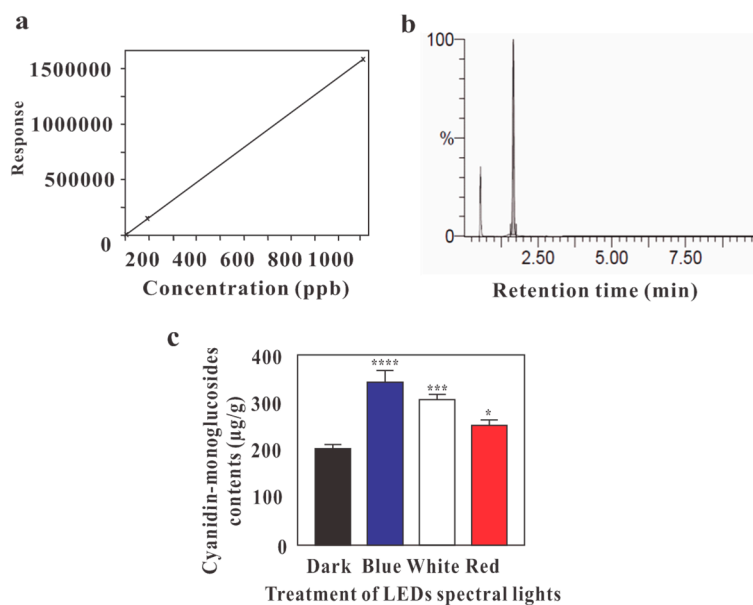 a
1500000
1000000
500000
0
Response
200 400 600 800 1000
Concentration (ppb)
b
100
%
0
2.50 5.00 7.50
Retention time (min)
c
Cyanidin-monoglucosides
contents (µg/g)
400
300
200
100
0
****
***
*
Dark Blue White Red
Treatment of LEDs spectral lights